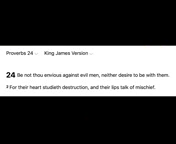 Proverbs 24 King James Version
24 Be not thou envious against evil men, neither desire to be with them.
2 For their heart studieth destruction, and their lips talk of mischief.